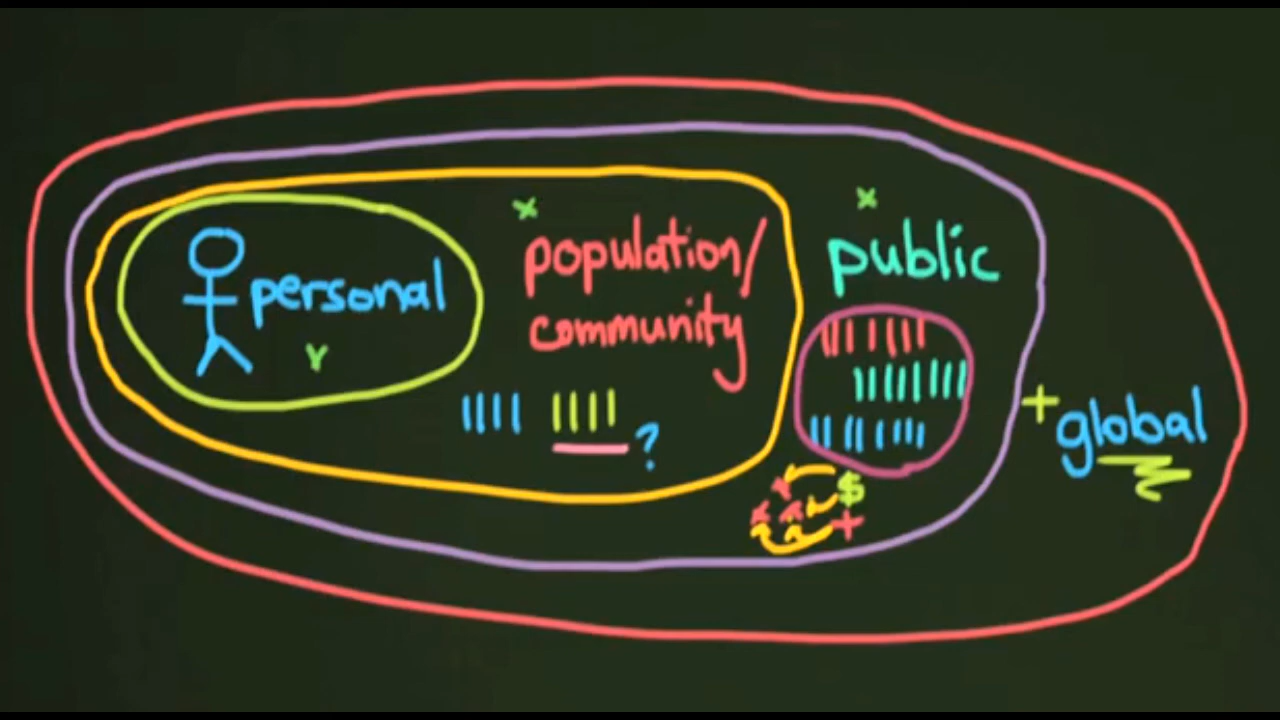 personal
population/
community
?
public
$
+
+
global